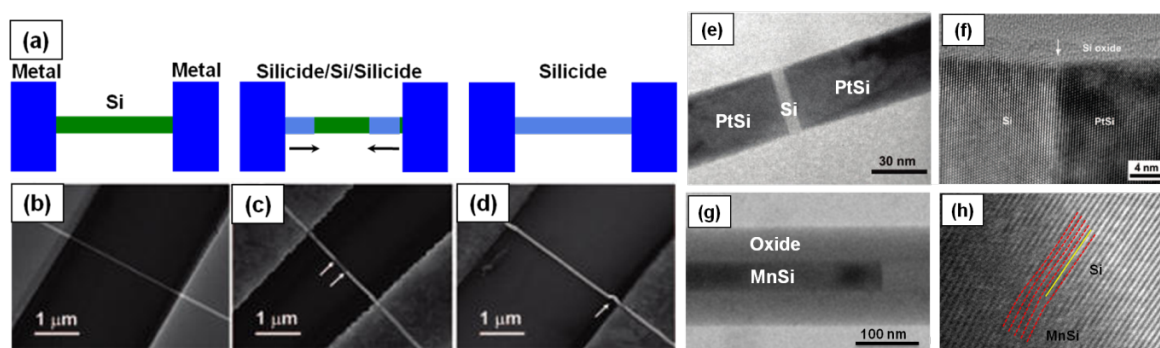 (a)
Metal
Metal
Si
Silicide/Si/Silicide
Silicide
(b)
1 μm
(c)
1 μm
(d)
1 μm
(e)
PtSi
Si
PtSi
30 nm
(f)
Si oxide
Si
PtSi
4 nm
(g)
Oxide
MnSi
100 nm
(h)
Si
MnSi